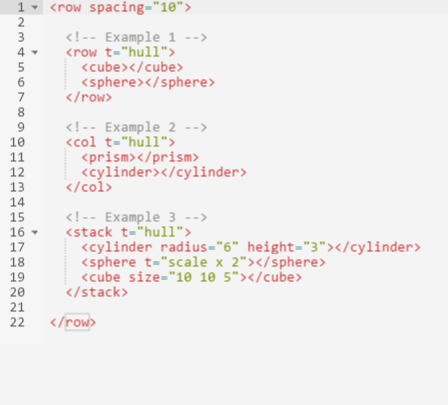 1 <row spacing="10">
2
3 <!-- Example 1 -->
4 <row t="hull">
5 <cube></cube>
6 <sphere></sphere>
7 </row>
8
9 <!-- Example 2 -->
10 <col t="hull">
11 <prism></prism>
12 <cylinder></cylinder>
13 </col>
14
15 <!-- Example 3 -->
16 <stack t="hull">
17 <cylinder radius="6" height="3"></cylinder>
18 <sphere t="scale x 2"></sphere>
19 <cube size="10 10 5"></cube>
20 </stack>
21
22 </row>